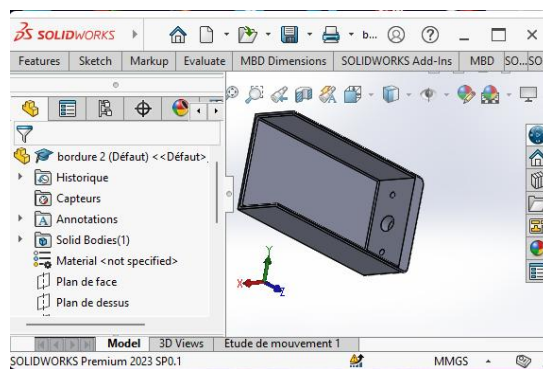 SOLIDWORKS b... ?
Features Sketch Markup Evaluate MBD Dimensions SOLIDWORKS Add-Ins MBD SO... SO
bordure 2 (Défaut) <<Défaut>
Historique
Capteurs
A Annotations
Solid Bodies(1)
Material <not specified>
Plan de face
Plan de dessus
Y
X
Z
Model 3D Views Etude de mouvement 1
SOLIDWORKS Premium 2023 SP0.1 MMGS